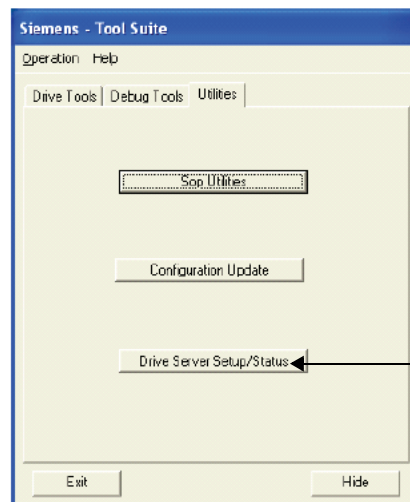 Siemens - Tool Suite
Operation Help
Drive Tools Debug Tools Utilities
Sop Utilities
Configuration Update
Drive Server Setup/Status
Exit Hide